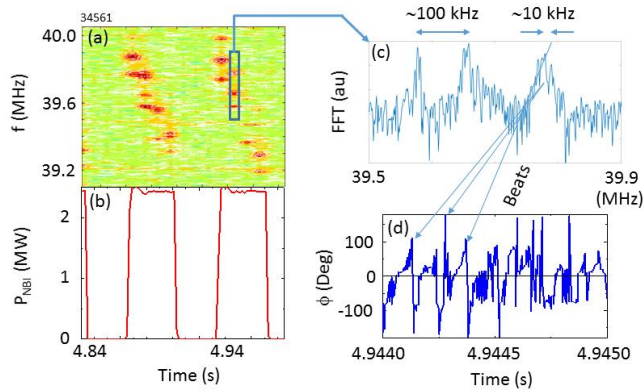 34561
(a)
40.0
39.6
39.2
f (MHz)
(b)
2
1
0
P_NBI (MW)
4.84
4.94
Time (s)
~100 kHz
~10 kHz
(c)
FFT (au)
39.5
39.9
(MHz)
Beats
(d)
100
0
-100
ϕ (Deg)
4.9440
4.9445
4.9450
Time (s)